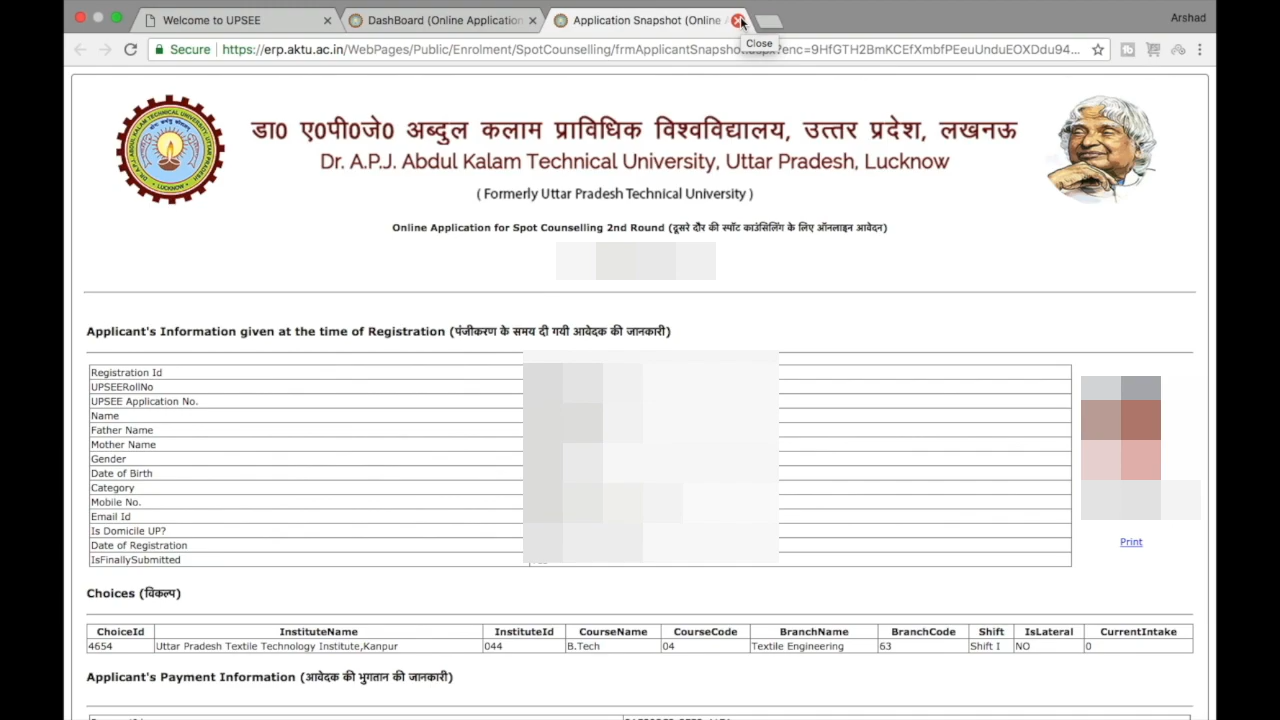 Welcome to UPSEE
DashBoard (Online Application
Application Snapshot (Online
Arshad
Close
Secure
https://erp.aktu.ac.in/WebPages/Public/Enrolment/SpotCounselling/frmApplicantSnapshot
डा0 ए0पी0जे0 अब्दुल कलाम प्राविधिक विश्वविद्यालय, उत्तर प्रदेश, लखनऊ
Dr. A.P.J. Abdul Kalam Technical University, Uttar Pradesh, Lucknow
( Formerly Uttar Pradesh Technical University )
Online Application for Spot Counselling 2nd Round (दूसरे दौर की स्पॉट काउंसिलिंग के लिए ऑनलाइन आवेदन)
Applicant's Information given at the time of Registration (पंजीकरण के समय दी गयी आवेदक की जानकारी)
Registration Id
UPSEERollNo
UPSEE Application No.
Name
Father Name
Mother Name
Gender
Date of Birth
Category
Mobile No.
Email Id
Is Domicile UP?
Date of Registration
IsFinallySubmitted
Print
Choices (विकल्प)
ChoiceId InstituteName InstituteId CourseName CourseCode BranchName BranchCode Shift IsLateral CurrentIntake
4654 Uttar Pradesh Textile Technology Institute,Kanpur 044 B.Tech 04 Textile Engineering 63 Shift I NO 0
Applicant's Payment Information (आवेदक की भुगतान की जानकारी)